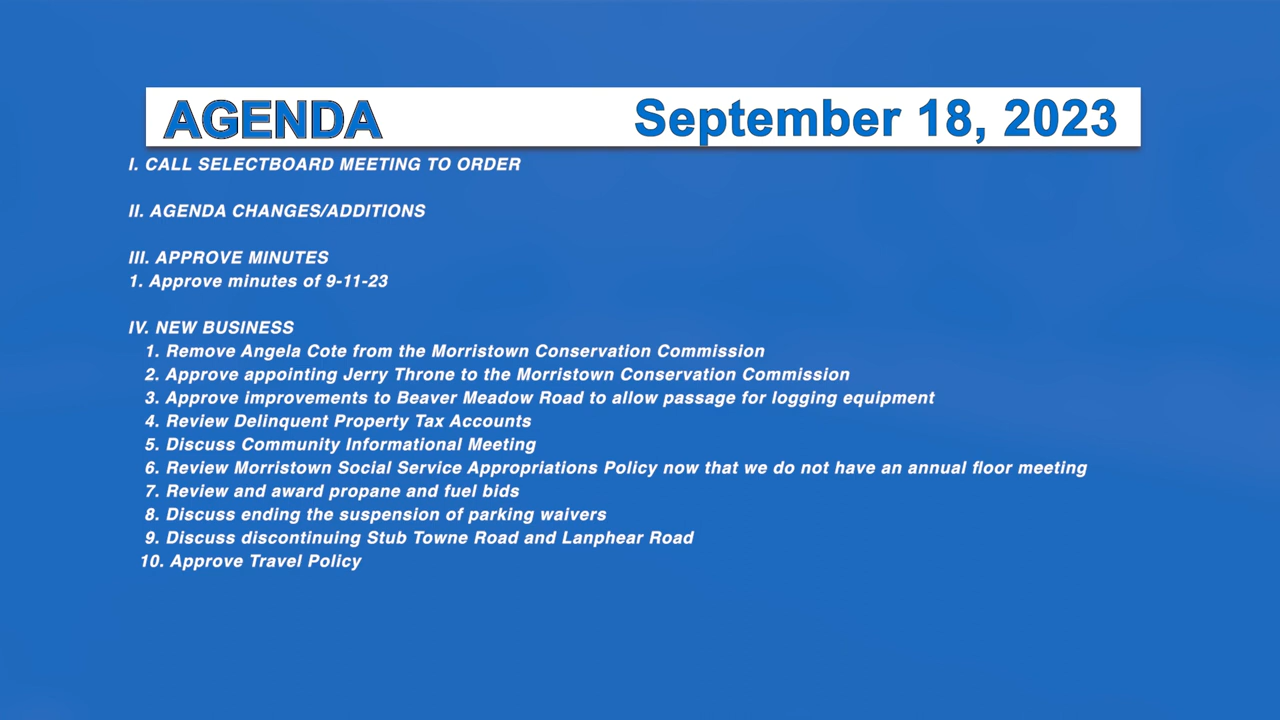 AGENDA September 18, 2023
I. CALL SELECTBOARD MEETING TO ORDER
II. AGENDA CHANGES/ADDITIONS
III. APPROVE MINUTES
1. Approve minutes of 9-11-23
IV. NEW BUSINESS
1. Remove Angela Cote from the Morristown Conservation Commission
2. Approve appointing Jerry Throne to the Morristown Conservation Commission
3. Approve improvements to Beaver Meadow Road to allow passage for logging equipment
4. Review Delinquent Property Tax Accounts
5. Discuss Community Informational Meeting
6. Review Morristown Social Service Appropriations Policy now that we do not have an annual floor meeting
7. Review and award propane and fuel bids
8. Discuss ending the suspension of parking waivers
9. Discuss discontinuing Stub Towne Road and Lanphear Road
10. Approve Travel Policy